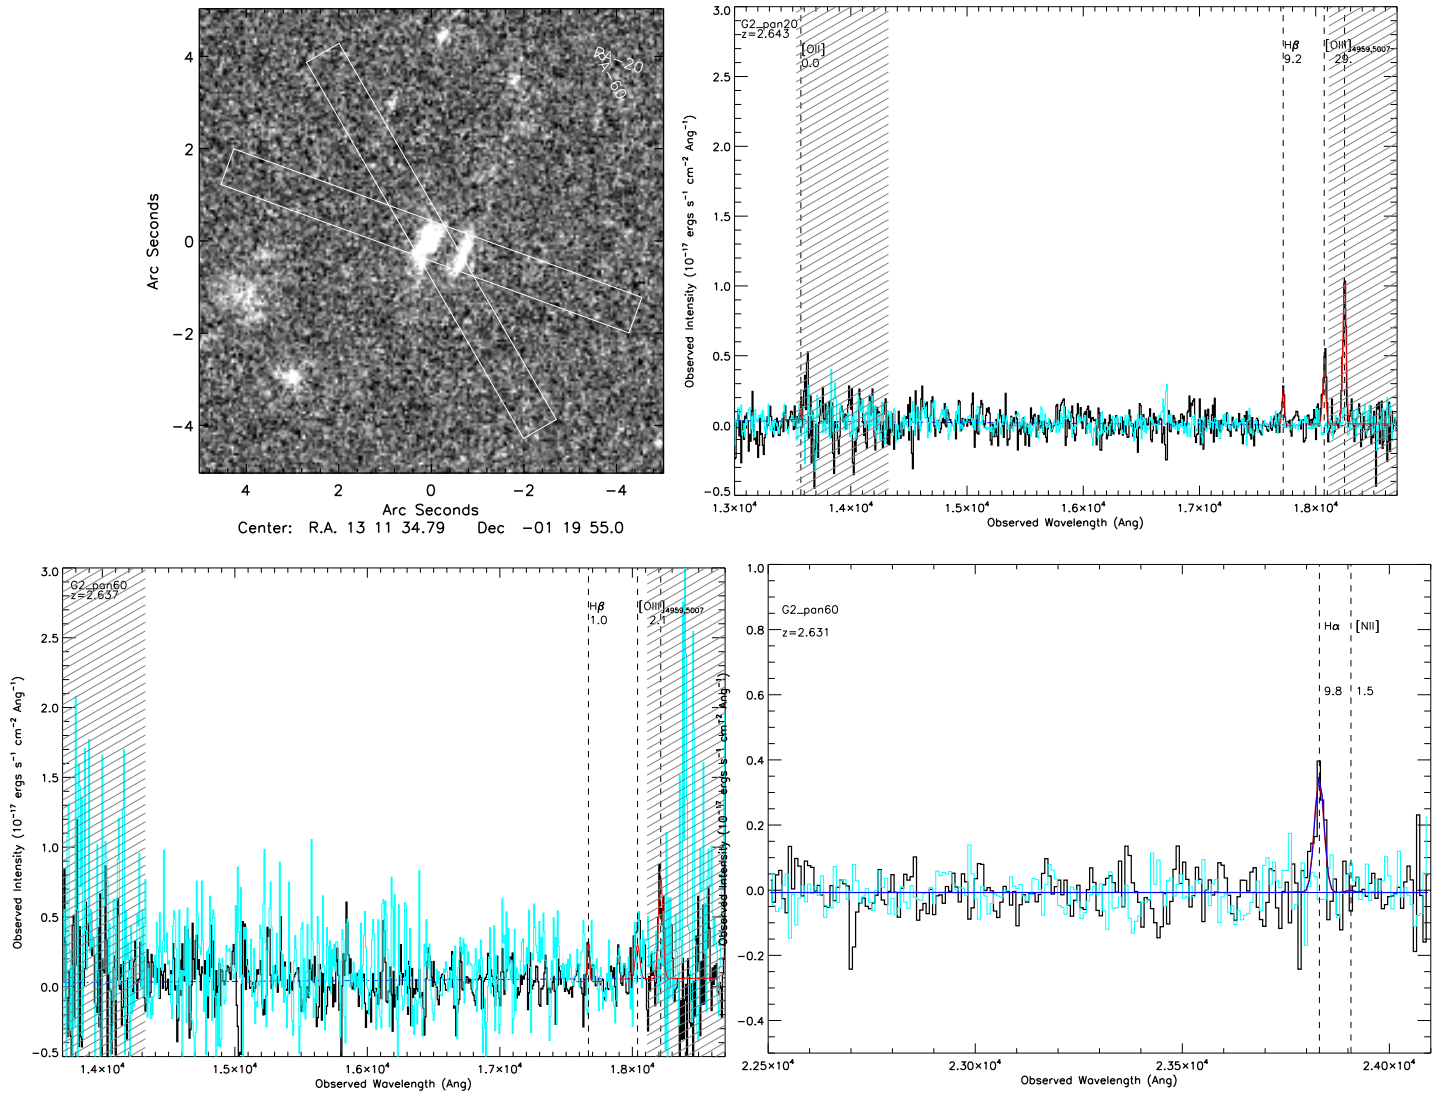 4
2
0
−2
−4
Arc Seconds
4 2 0 −2 −4
Arc Seconds
Center: R.A. 13 11 34.79 Dec −01 19 55.0
G2_pan20
z=2.643
[OII]
0.0
Hβ
9.2
[OIII]4959,5007
29.
3.0
2.5
2.0
1.5
1.0
0.5
0.0
−0.5
Observed Intensity (10⁻¹⁷ ergs s⁻¹ cm⁻² Ang⁻¹)
1.3×10⁴ 1.4×10⁴ 1.5×10⁴ 1.6×10⁴ 1.7×10⁴ 1.8×10⁴
Observed Wavelength (Ang)
G2_pan60
z=2.637
Hβ
1.0
[OIII]4959,5007
2.1
3.0
2.5
2.0
1.5
1.0
0.5
0.0
−0.5
Observed Intensity (10⁻¹⁷ ergs s⁻¹ cm⁻² Ang⁻¹)
1.4×10⁴ 1.5×10⁴ 1.6×10⁴ 1.7×10⁴ 1.8×10⁴
Observed Wavelength (Ang)
G2_pan60
z=2.631
Hα
9.8
[NII]
1.5
1.0
0.8
0.6
0.4
0.2
0.0
−0.2
−0.4
Observed Intensity (10⁻¹⁷ ergs s⁻¹ cm⁻² Ang⁻¹)
2.25×10⁴ 2.30×10⁴ 2.35×10⁴ 2.40×10⁴
Observed Wavelength (Ang)